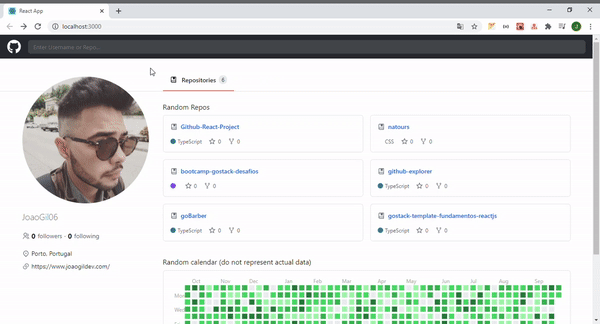 React App
localhost:3000
J
Enter Username or Repo...
Repositories 6
JoaoGil06
0 followers · 0 following
Porto, Portugal
https://www.joaogildev.com/
Random Repos
Github-React-Project
TypeScript 0 0
natours
CSS 0 0
bootcamp-gostack-desafios
0 0
github-explorer
TypeScript 0 0
goBarber
TypeScript 0 0
gostack-template-fundamentos-reactjs
TypeScript 0 0
Random calendar (do not represent actual data)
Oct Nov Dec Jan Feb Mar Apr May Jun Jul Aug Sep
Mon
Wed
Fri